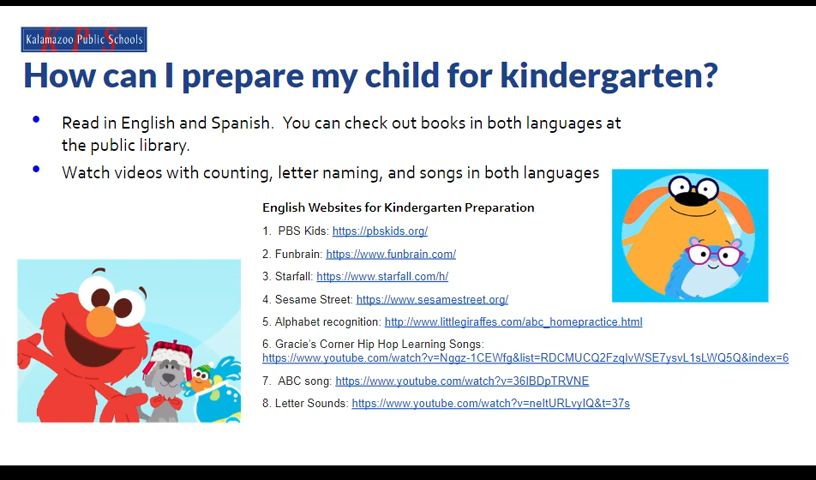 Kalamazoo Public Schools
How can I prepare my child for kindergarten?
• Read in English and Spanish. You can check out books in both languages at
the public library.
• Watch videos with counting, letter naming, and songs in both languages
English Websites for Kindergarten Preparation
1. PBS Kids: https://pbskids.org/
2. Funbrain: https://www.funbrain.com/
3. Starfall: https://www.starfall.com/h/
4. Sesame Street: https://www.sesamestreet.org/
5. Alphabet recognition: http://www.littlegiraffes.com/abc_homepractice.html
6. Gracie's Corner Hip Hop Learning Songs:
https://www.youtube.com/watch?v=Nggz-1CEWfg&list=RDCMUCQ2FzqIvWSE7ysvL1sLWQ5Q&index=6
7. ABC song: https://www.youtube.com/watch?v=36IBDpTRVNE
8. Letter Sounds: https://www.youtube.com/watch?v=neltURLvyIQ&t=37s